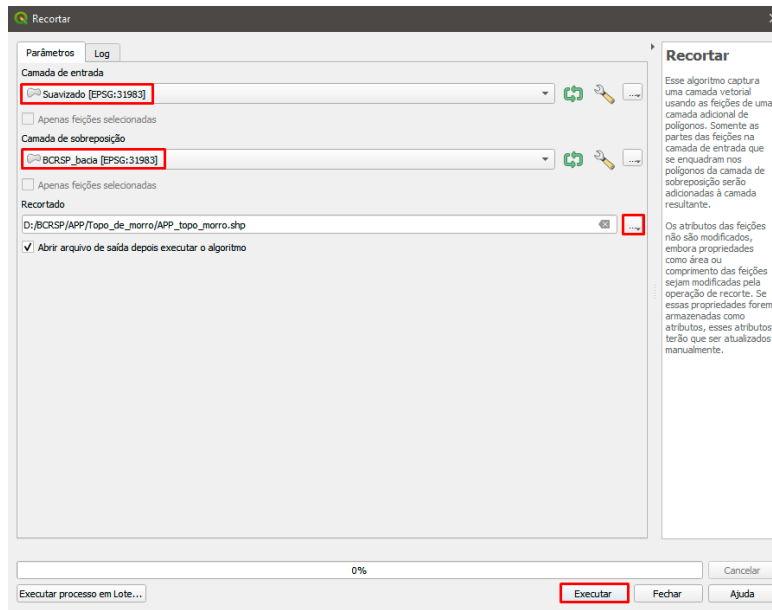 Recortar
Parâmetros
Log
Camada de entrada
Suavizado [EPSG:31983]
...
Apenas feições selecionadas
Camada de sobreposição
BCRSP_bacia [EPSG:31983]
...
Apenas feições selecionadas
Recortado
D:/BCRSP/APP/Topo_de_morro/APP_topo_morro.shp
...
Abrir arquivo de saída depois executar o algoritmo
Recortar
Esse algoritmo captura
uma camada vetorial
usando as feições de uma
camada adicional de
polígonos. Somente as
partes das feições na
camada de entrada que
se enquadram nos
polígonos da camada de
sobreposição serão
adicionadas à camada
resultante.
Os atributos das feições
não são modificados,
embora propriedades
como área ou
comprimento das feições
sejam modificadas pela
operação de recorte. Se
essas propriedades forem
armazenadas como
atributos, esses atributos
terão que ser atualizados
manualmente.
0%
Cancelar
Executar processo em Lote...
Executar
Fechar
Ajuda